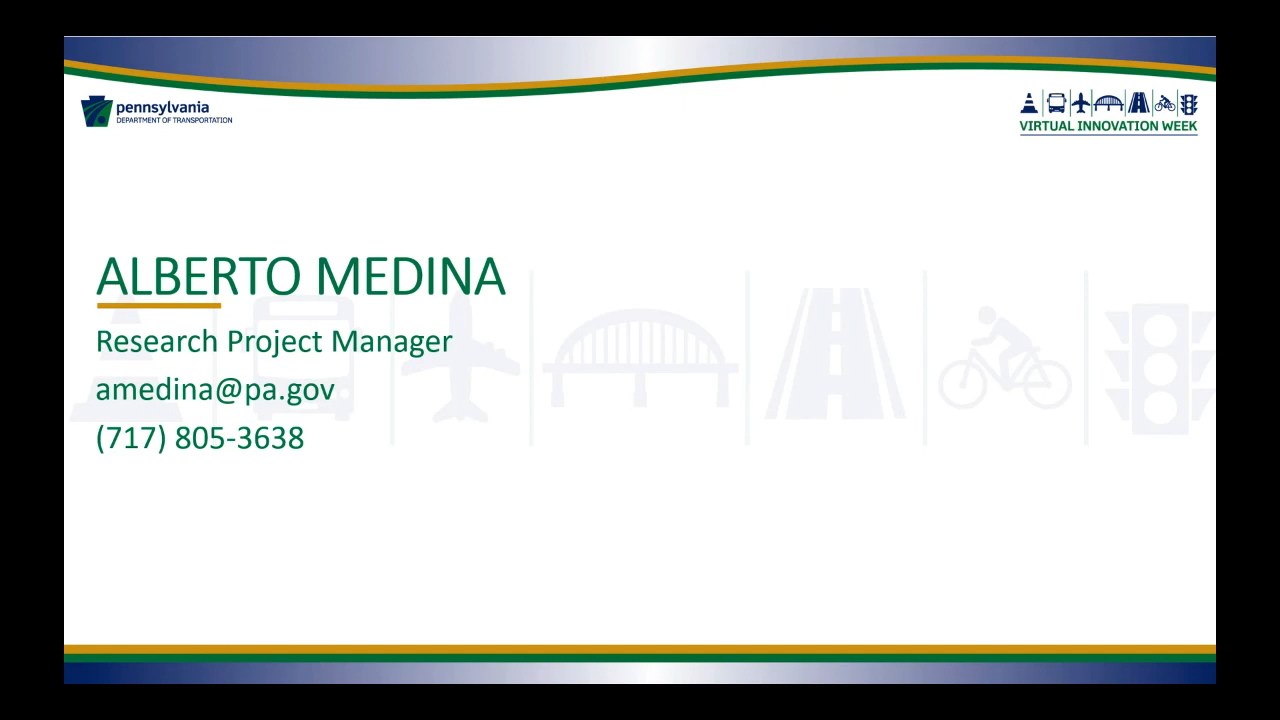 pennsylvania
DEPARTMENT OF TRANSPORTATION
VIRTUAL INNOVATION WEEK
ALBERTO MEDINA
Research Project Manager
amedina@pa.gov
(717) 805-3638